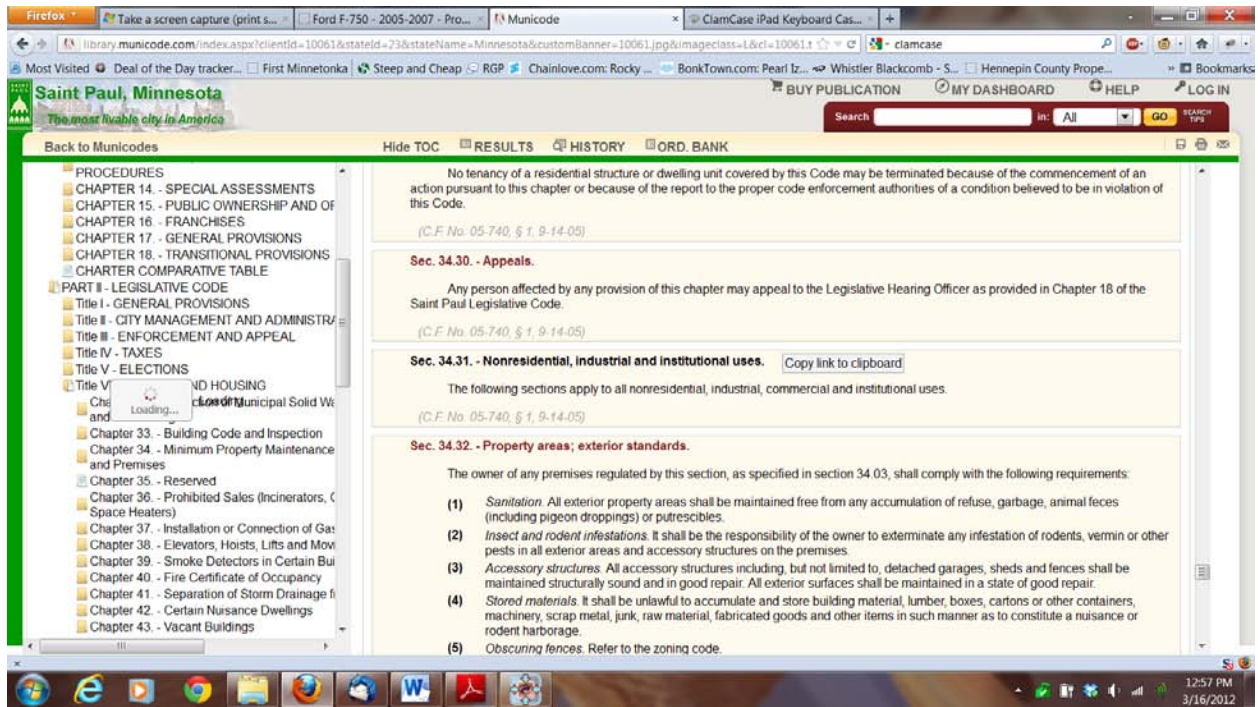 Firefox
Take a screen capture (print s...
Ford F-750 - 2005-2007 - Pro...
Municode
ClamCase iPad Keyboard Cas...
library.municode.com/index.aspx?clientId=10061&stateId=23&stateName=Minnesota&customBanner=10061.jpg&imageclass=L&cl=10061.t
clamcase
Most Visited
Deal of the Day tracker...
First Minnetonka
Steep and Cheap
RGP
Chainlove.com: Rocky ...
BonkTown.com: Pearl Iz...
Whistler Blackcomb - S...
Hennepin County Prope...
Bookmarks
Saint Paul, Minnesota
The most livable city in America
BUY PUBLICATION
MY DASHBOARD
HELP
LOG IN
Search
in: All
GO
SEARCH TIPS
Back to Municodes
Hide TOC
RESULTS
HISTORY
ORD. BANK
PROCEDURES
CHAPTER 14. - SPECIAL ASSESSMENTS
CHAPTER 15. - PUBLIC OWNERSHIP AND OF
CHAPTER 16. - FRANCHISES
CHAPTER 17. - GENERAL PROVISIONS
CHAPTER 18. - TRANSITIONAL PROVISIONS
CHARTER COMPARATIVE TABLE
PART II - LEGISLATIVE CODE
Title I - GENERAL PROVISIONS
Title II - CITY MANAGEMENT AND ADMINISTRA
Title III - ENFORCEMENT AND APPEAL
Title IV - TAXES
Title V - ELECTIONS
Title V ND HOUSING
Cha Municipal Solid Wa
and
Loading...
Chapter 33. - Building Code and Inspection
Chapter 34. - Minimum Property Maintenance
and Premises
Chapter 35. - Reserved
Chapter 36. - Prohibited Sales (Incinerators, G
Space Heaters)
Chapter 37. - Installation or Connection of Gas
Chapter 38. - Elevators, Hoists, Lifts and Movi
Chapter 39. - Smoke Detectors in Certain Bui
Chapter 40. - Fire Certificate of Occupancy
Chapter 41. - Separation of Storm Drainage f
Chapter 42. - Certain Nuisance Dwellings
Chapter 43. - Vacant Buildings
No tenancy of a residential structure or dwelling unit covered by this Code may be terminated because of the commencement of an
action pursuant to this chapter or because of the report to the proper code enforcement authorities of a condition believed to be in violation of
this Code.
(C.F. No. 05-740, § 1, 9-14-05)
Sec. 34.30. - Appeals.
Any person affected by any provision of this chapter may appeal to the Legislative Hearing Officer as provided in Chapter 18 of the
Saint Paul Legislative Code.
(C.F. No. 05-740, § 1, 9-14-05)
Sec. 34.31. - Nonresidential, industrial and institutional uses.
Copy link to clipboard
The following sections apply to all nonresidential, industrial, commercial and institutional uses.
(C.F. No. 05-740, § 1, 9-14-05)
Sec. 34.32. - Property areas; exterior standards.
The owner of any premises regulated by this section, as specified in section 34.03, shall comply with the following requirements:
(1) Sanitation. All exterior property areas shall be maintained free from any accumulation of refuse, garbage, animal feces
(including pigeon droppings) or putrescibles.
(2) Insect and rodent infestations. It shall be the responsibility of the owner to exterminate any infestation of rodents, vermin or other
pests in all exterior areas and accessory structures on the premises.
(3) Accessory structures. All accessory structures including, but not limited to, detached garages, sheds and fences shall be
maintained structurally sound and in good repair. All exterior surfaces shall be maintained in a state of good repair.
(4) Stored materials. It shall be unlawful to accumulate and store building material, lumber, boxes, cartons or other containers,
machinery, scrap metal, junk, raw material, fabricated goods and other items in such manner as to constitute a nuisance or
rodent harborage.
(5) Obscuring fences. Refer to the zoning code.
12:57 PM
3/16/2012